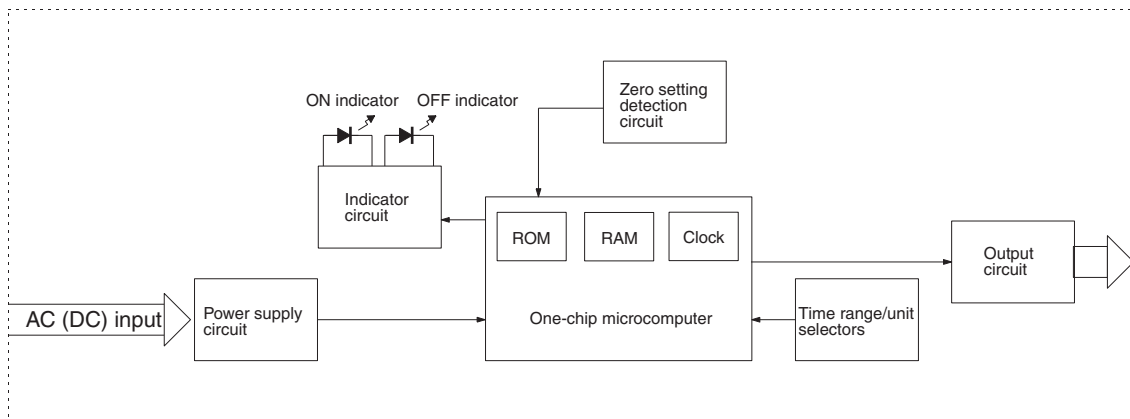 Zero setting
detection
circuit
ON indicator
OFF indicator
Indicator
circuit
ROM
RAM
Clock
Output
circuit
AC (DC) input
Power supply
circuit
One-chip microcomputer
Time range/unit
selectors